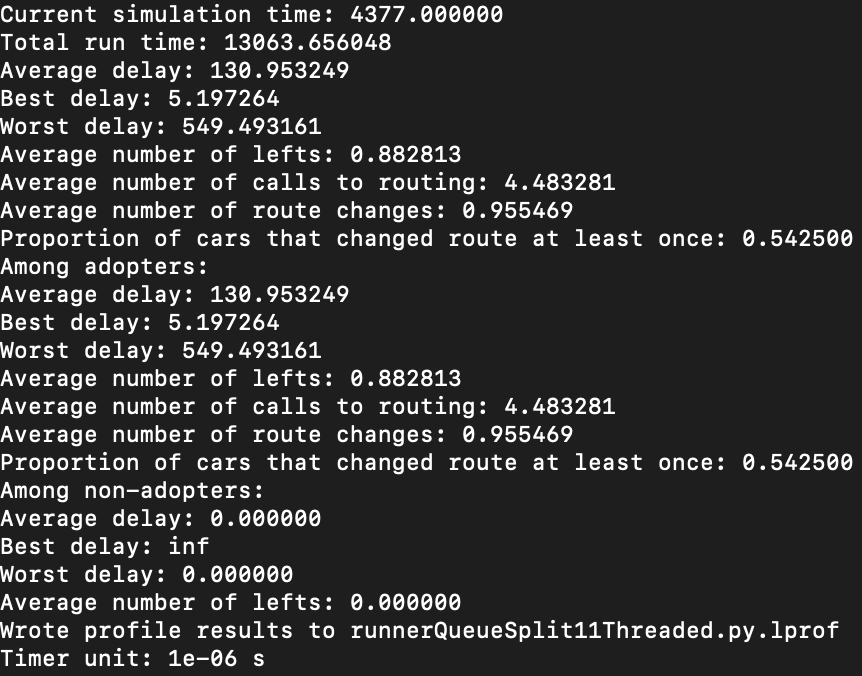 Current simulation time: 4377.000000
Total run time: 13063.656048
Average delay: 130.953249
Best delay: 5.197264
Worst delay: 549.493161
Average number of lefts: 0.882813
Average number of calls to routing: 4.483281
Average number of route changes: 0.955469
Proportion of cars that changed route at least once: 0.542500
Among adopters:
Average delay: 130.953249
Best delay: 5.197264
Worst delay: 549.493161
Average number of lefts: 0.882813
Average number of calls to routing: 4.483281
Average number of route changes: 0.955469
Proportion of cars that changed route at least once: 0.542500
Among non-adopters:
Average delay: 0.000000
Best delay: inf
Worst delay: 0.000000
Average number of lefts: 0.000000
Wrote profile results to runnerQueueSplit11Threaded.py.lprof
Timer unit: 1e-06 s